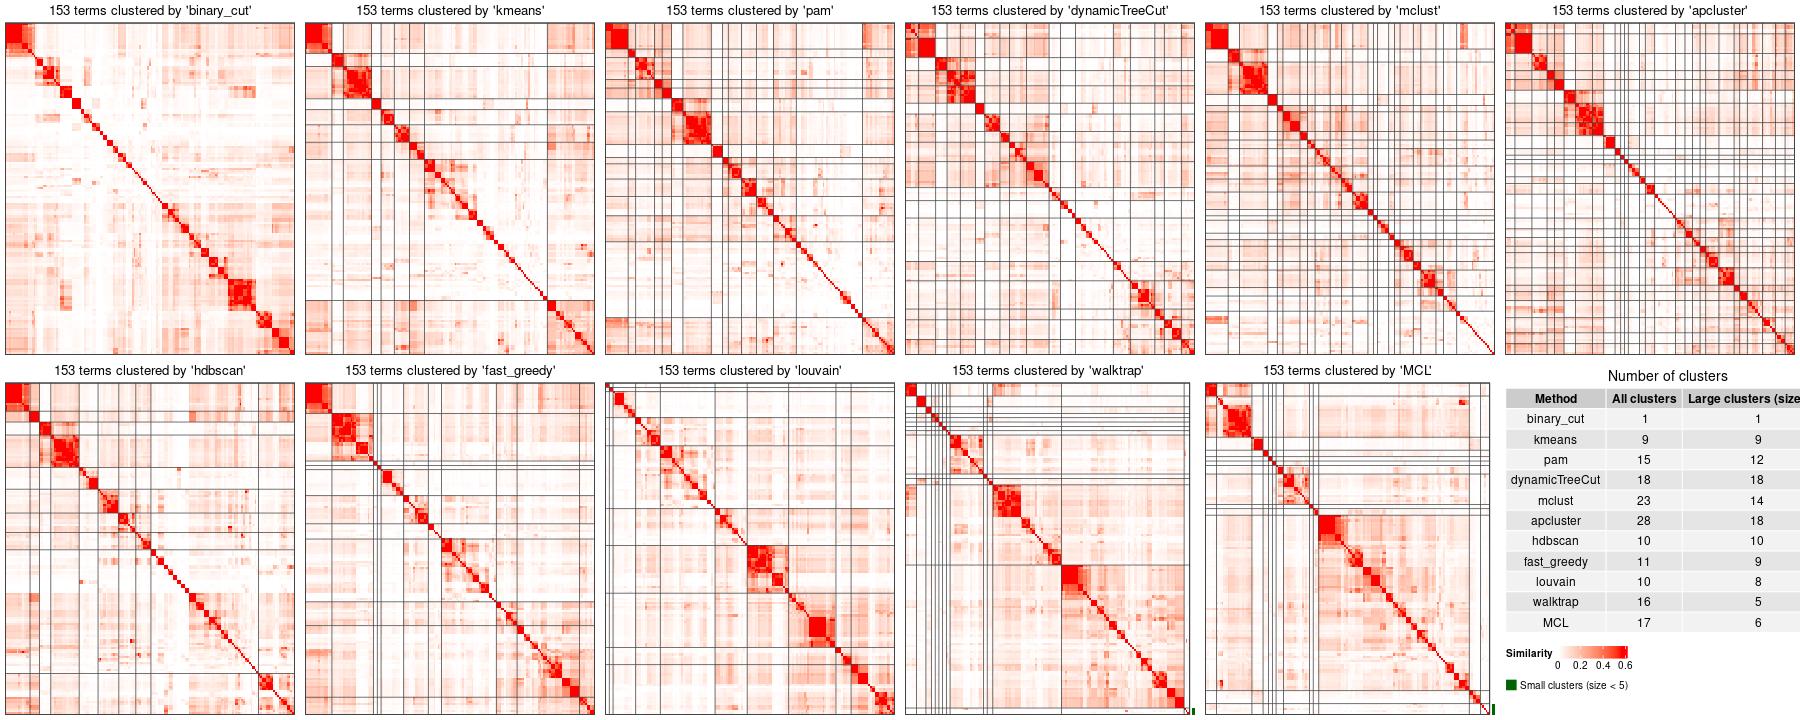 153 terms clustered by 'binary_cut'
153 terms clustered by 'kmeans'
153 terms clustered by 'pam'
153 terms clustered by 'dynamicTreeCut'
153 terms clustered by 'mclust'
153 terms clustered by 'apcluster'
153 terms clustered by 'hdbscan'
153 terms clustered by 'fast_greedy'
153 terms clustered by 'louvain'
153 terms clustered by 'walktrap'
153 terms clustered by 'MCL'
Number of clusters
Method All clusters Large clusters (size
binary_cut 1 1
kmeans 9 9
pam 15 12
dynamicTreeCut 18 18
mclust 23 14
apcluster 28 18
hdbscan 10 10
fast_greedy 11 9
louvain 10 8
walktrap 16 5
MCL 17 6
Similarity
0 0.2 0.4 0.6
Small clusters (size < 5)